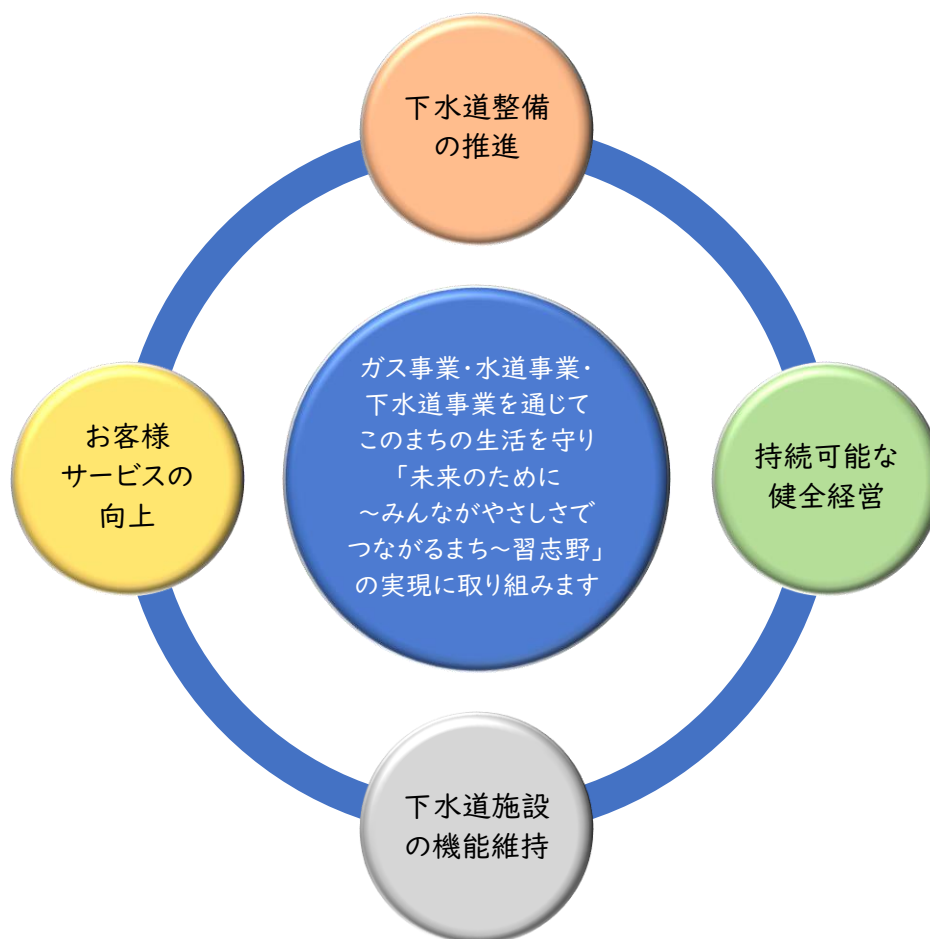 下水道整備
の推進
ガス事業・水道事業・
下水道事業を通じて
このまちの生活を守り
「未来のために
～みんながやさしさで
つながるまち～習志野」
の実現に取り組みます
お客様
サービスの
向上
持続可能な
健全経営
下水道施設
の機能維持